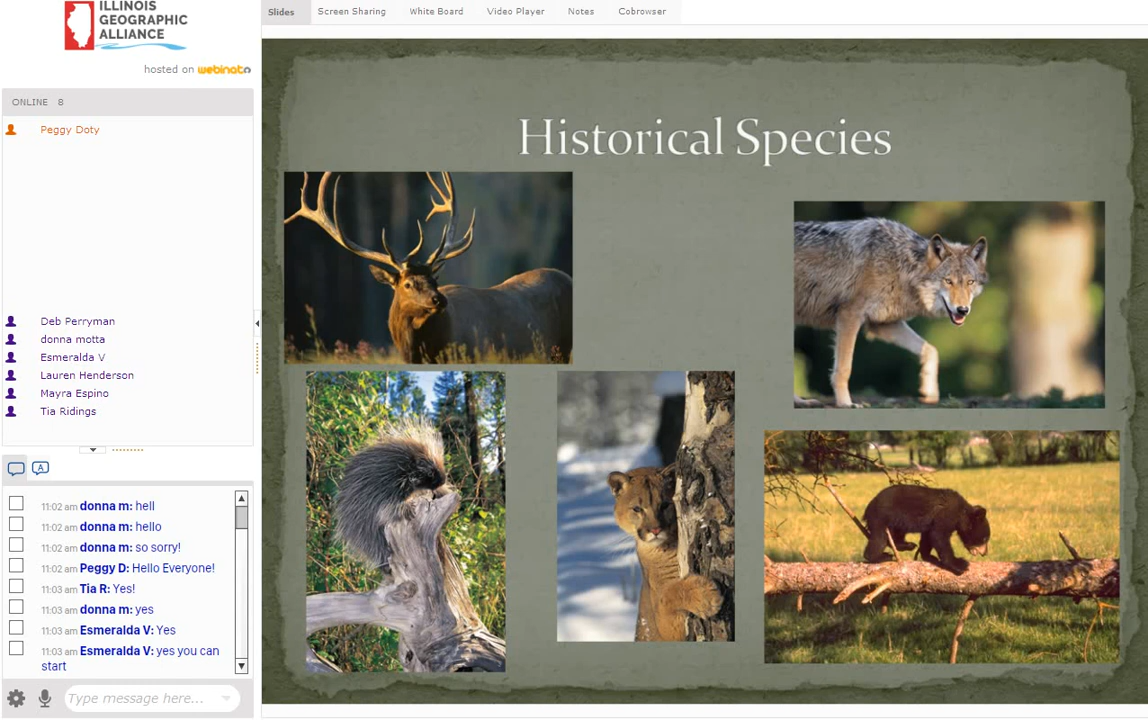 ILLINOIS
GEOGRAPHIC
ALLIANCE
hosted on webinato
ONLINE 8
Peggy Doty
Deb Perryman
donna motta
Esmeralda V
Lauren Henderson
Mayra Espino
Tia Ridings
A
11:02 am donna m: hell
11:02 am donna m: hello
11:02 am donna m: so sorry!
11:02 am Peggy D: Hello Everyone!
11:03 am Tia R: Yes!
11:03 am donna m: yes
11:03 am Esmeralda V: Yes
11:03 am Esmeralda V: yes you can
start
Type message here...
Slides Screen Sharing White Board Video Player Notes Cobrowser
Historical Species